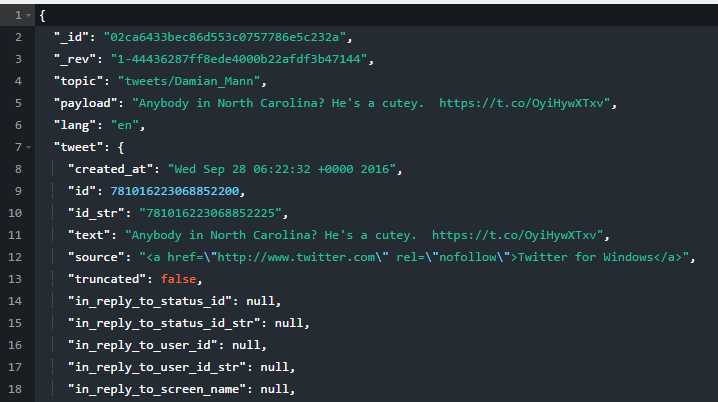 1 {
2 "_id": "02ca6433bec86d553c0757786e5c232a",
3 "_rev": "1-44436287ff8ede4000b22afdf3b47144",
4 "topic": "tweets/Damian_Mann",
5 "payload": "Anybody in North Carolina? He's a cutey.  https://t.co/OyiHywXTxv",
6 "lang": "en",
7 "tweet": {
8 "created_at": "Wed Sep 28 06:22:32 +0000 2016",
9 "id": 781016223068852200,
10 "id_str": "781016223068852225",
11 "text": "Anybody in North Carolina? He's a cutey.  https://t.co/OyiHywXTxv",
12 "source": "<a href=\"http://www.twitter.com\" rel=\"nofollow\">Twitter for Windows</a>",
13 "truncated": false,
14 "in_reply_to_status_id": null,
15 "in_reply_to_status_id_str": null,
16 "in_reply_to_user_id": null,
17 "in_reply_to_user_id_str": null,
18 "in_reply_to_screen_name": null,